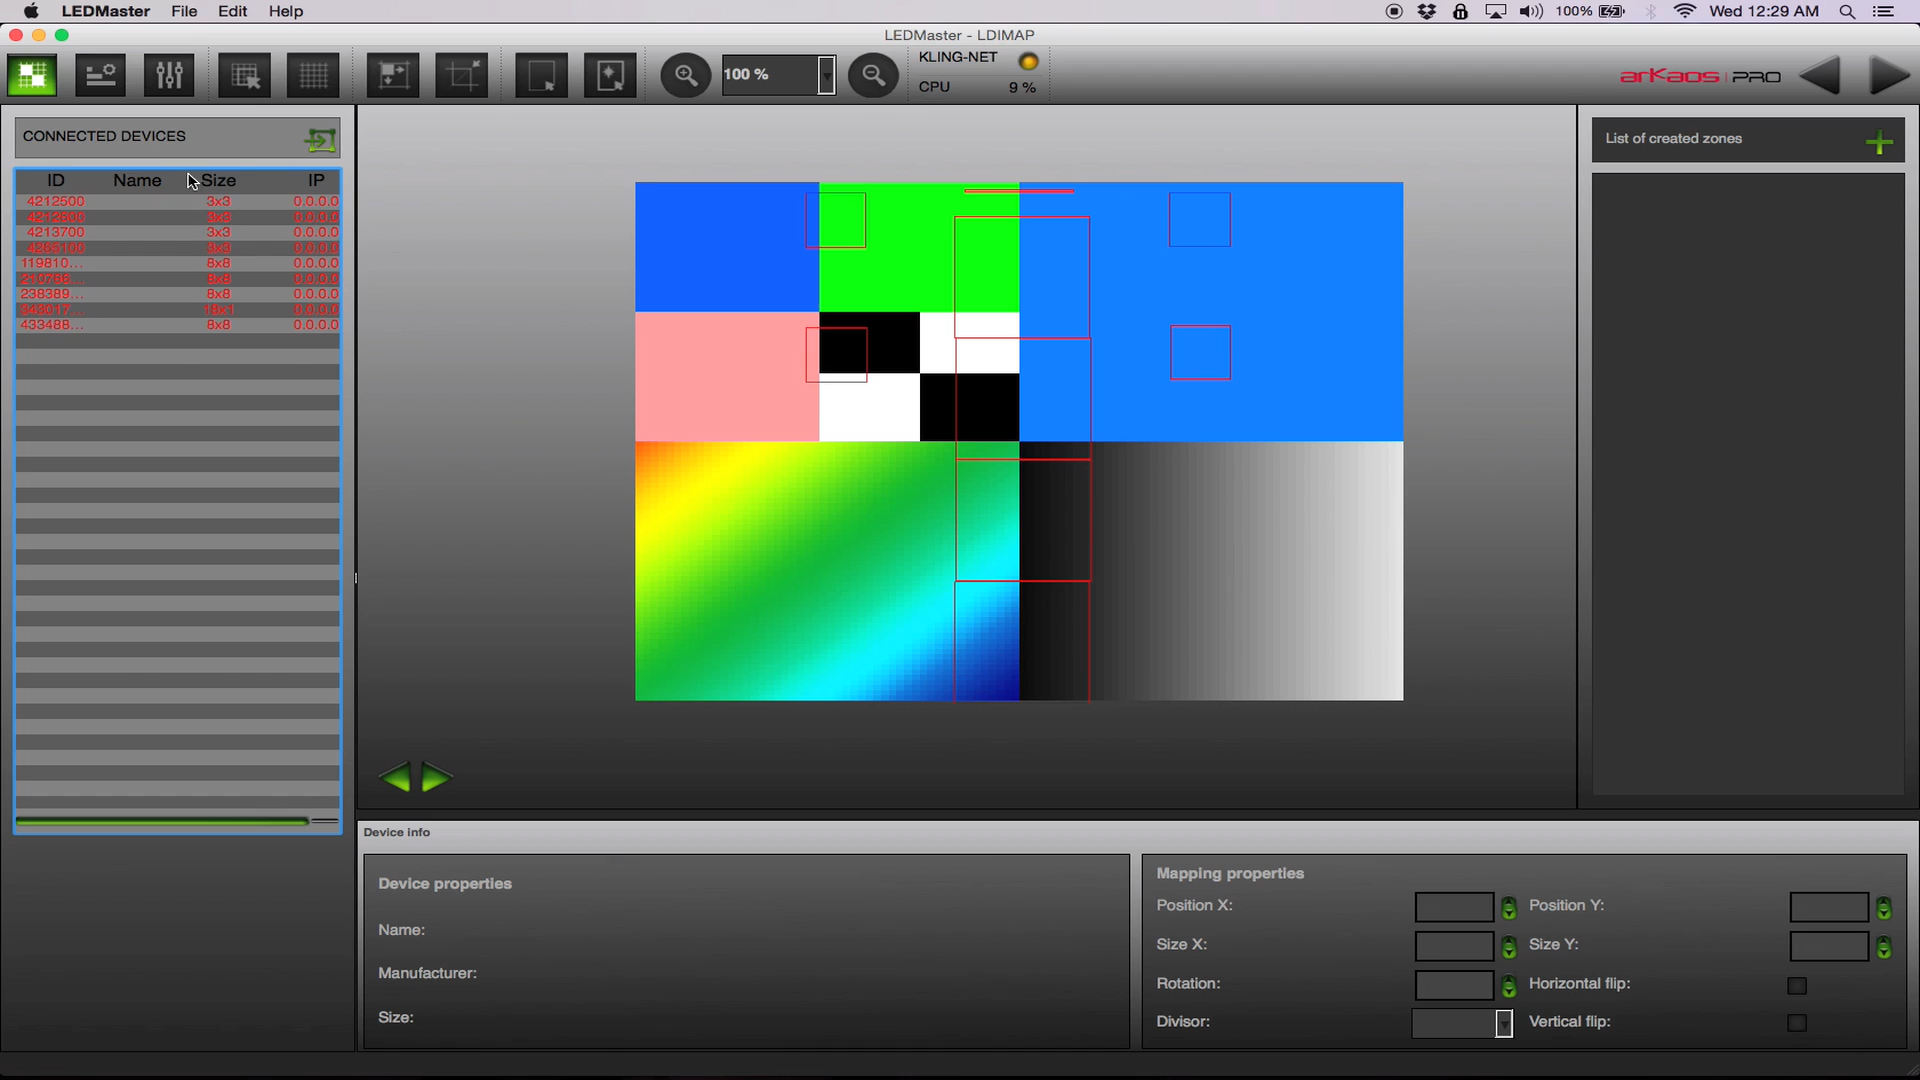 LEDMaster File Edit Help 100% Wed 12:29 AM
LEDMaster - LDIMAP
100 %
KLING-NET
CPU 9 %
arKaos PRO
CONNECTED DEVICES
ID Name Size IP
4212500 3x3 0.0.0.0
3x3 0.0.0.0
4213700 3x3 0.0.0.0
4265100 3x3 0.0.0.0
119810... 8x8 0.0.0.0
210766... 8x8 0.0.0.0
238389... 8x8 0.0.0.0
343017... 0.0.0.0
433488... 8x8 0.0.0.0
List of created zones
Device info
Device properties
Name:
Manufacturer:
Size:
Mapping properties
Position X: Position Y:
Size X: Size Y:
Rotation: Horizontal flip:
Divisor: Vertical flip: